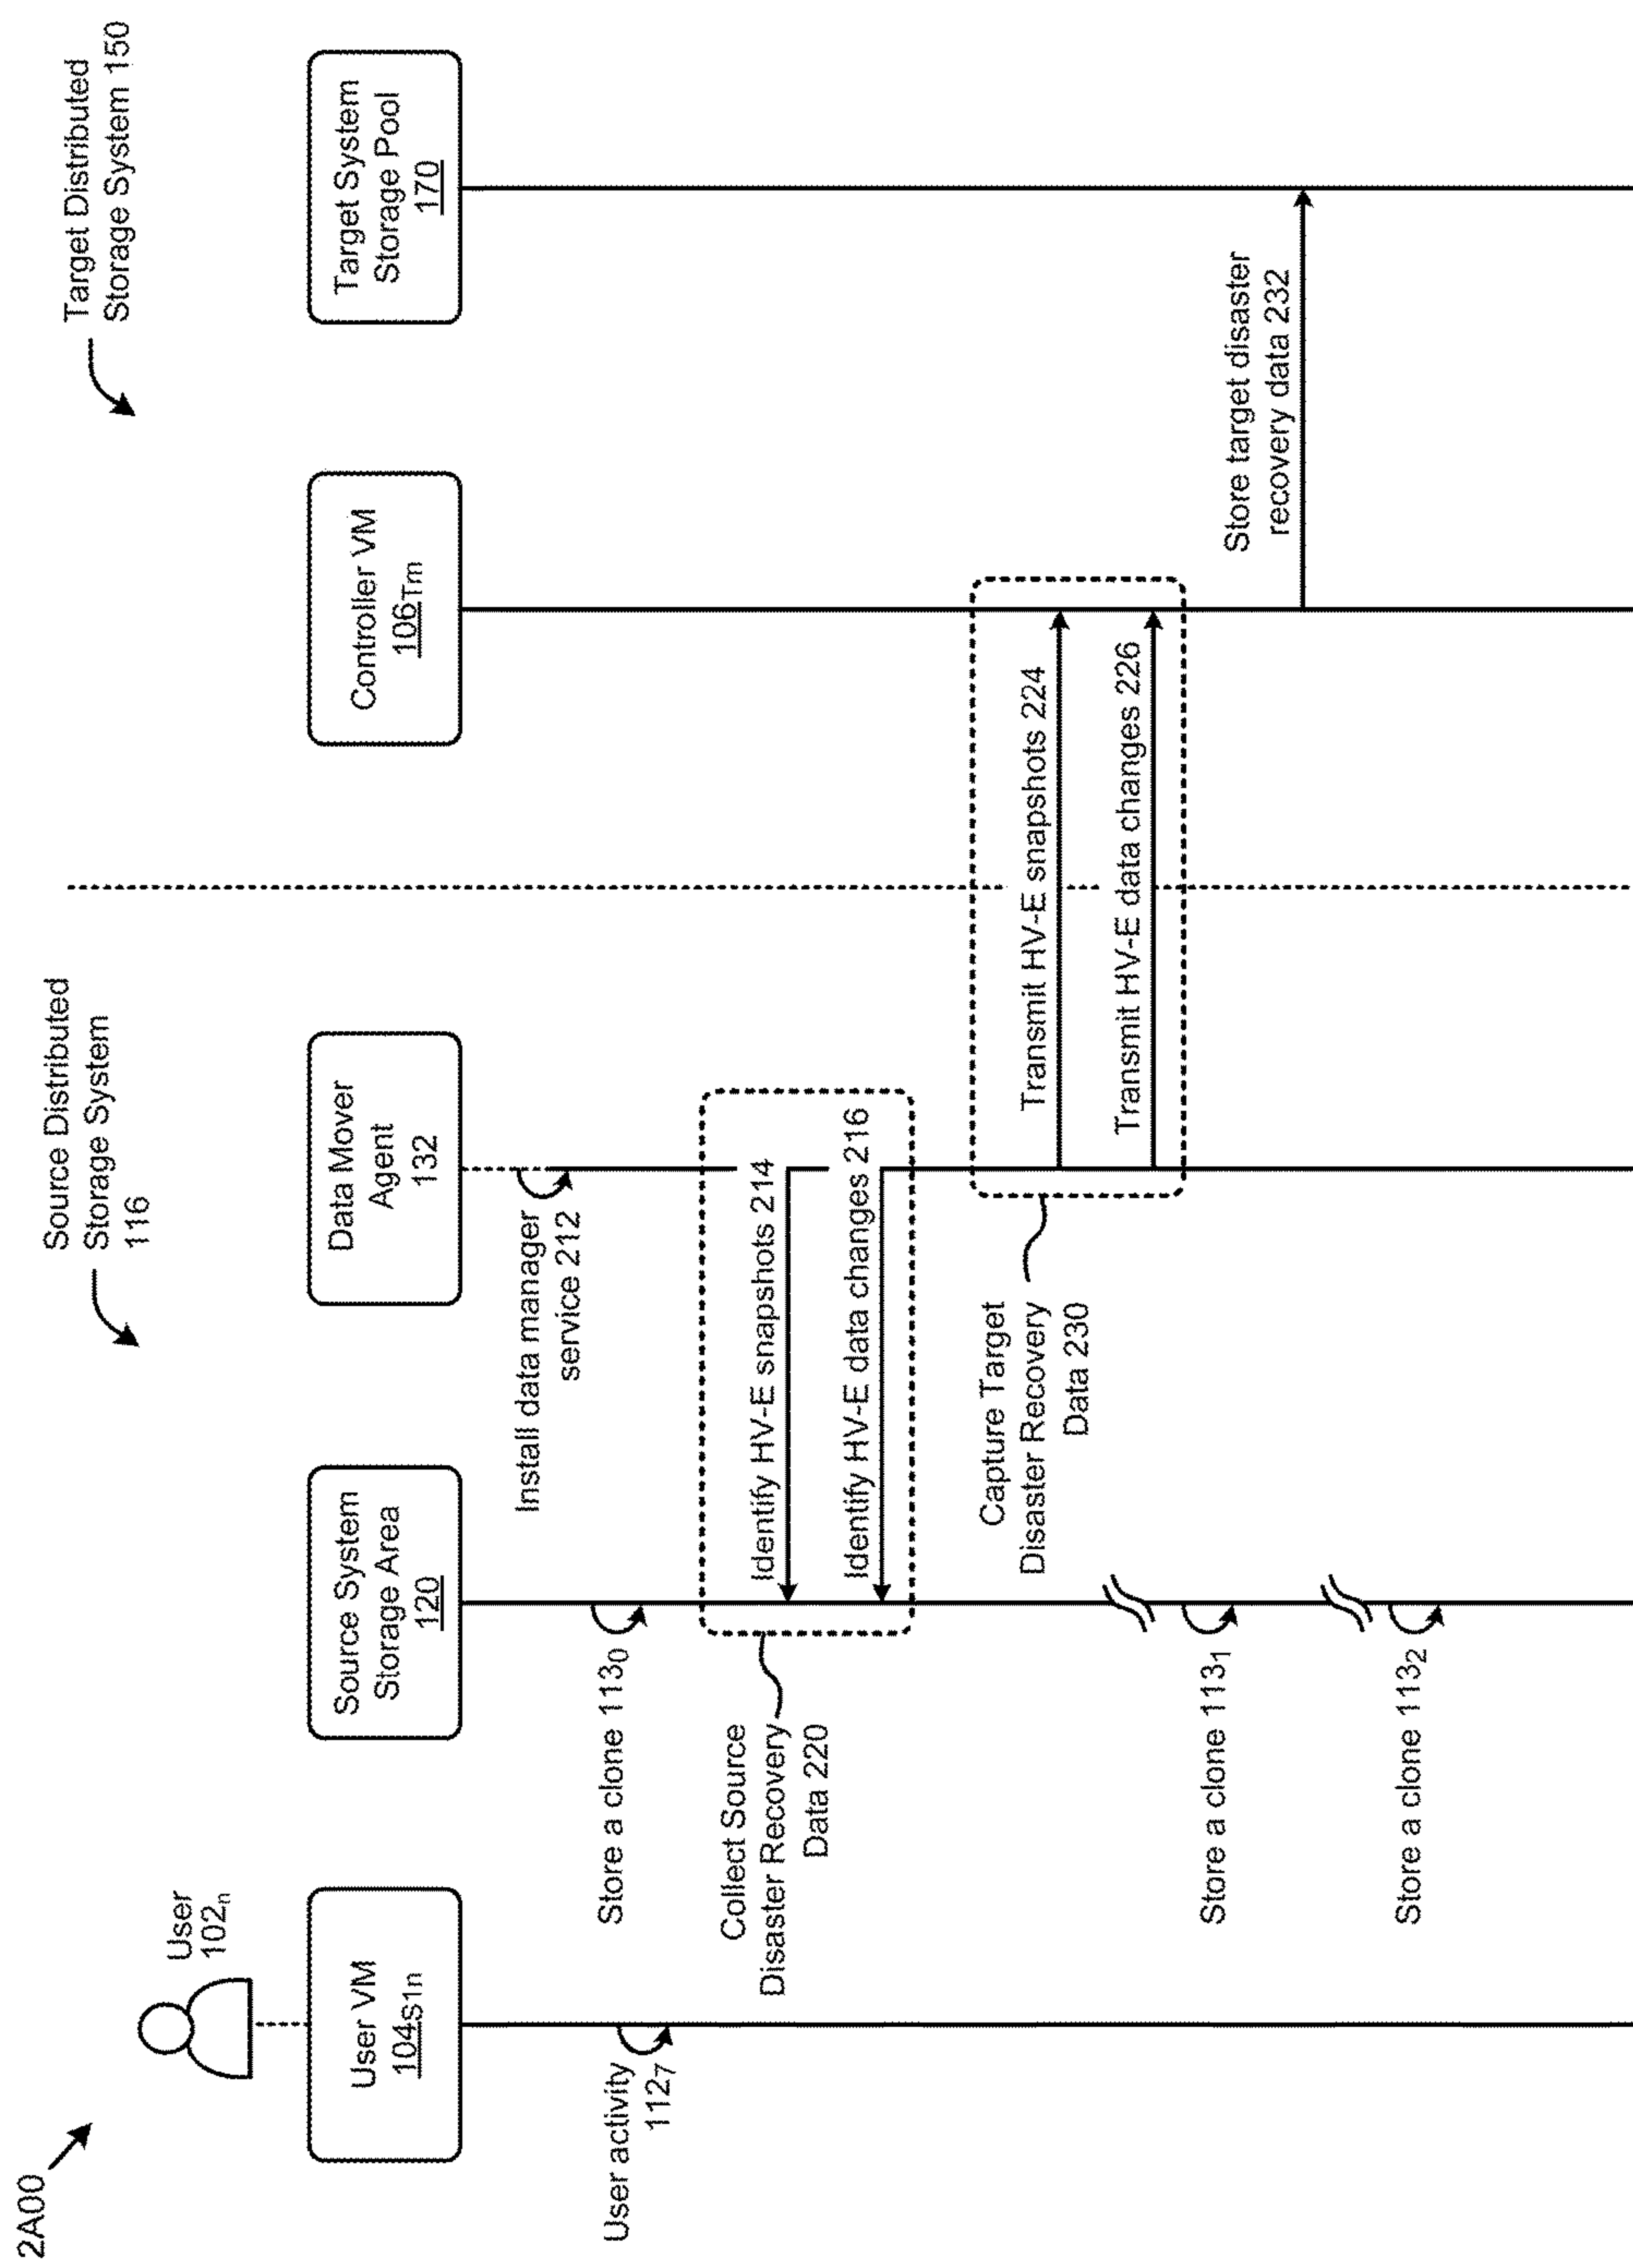 2A00
User
102n
Source Distributed
Storage System
116
Target Distributed
Storage System 150
User VM
104S1n
Source System
Storage Area
120
Data Mover
Agent
132
Controller VM
106Tm
Target System
Storage Pool
170
Install data manager
service 212
User activity
1127
Store a clone 1130
Collect Source
Disaster Recovery
Data 220
Identify HV-E snapshots 214
Identify HV-E data changes 216
Capture Target
Disaster Recovery
Data 230
Transmit HV-E snapshots 224
Transmit HV-E data changes 226
Store a clone 1131
Store target disaster
recovery data 232
Store a clone 1132